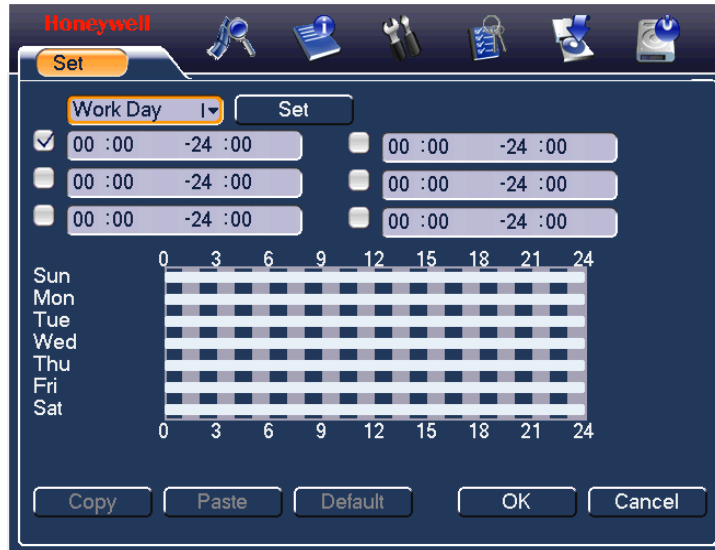 Honeywell
Set
Work Day Set
00 :00 -24 :00 00 :00 -24 :00
00 :00 -24 :00 00 :00 -24 :00
00 :00 -24 :00 00 :00 -24 :00
0 3 6 9 12 15 18 21 24
Sun
Mon
Tue
Wed
Thu
Fri
Sat
0 3 6 9 12 15 18 21 24
Copy Paste Default OK Cancel